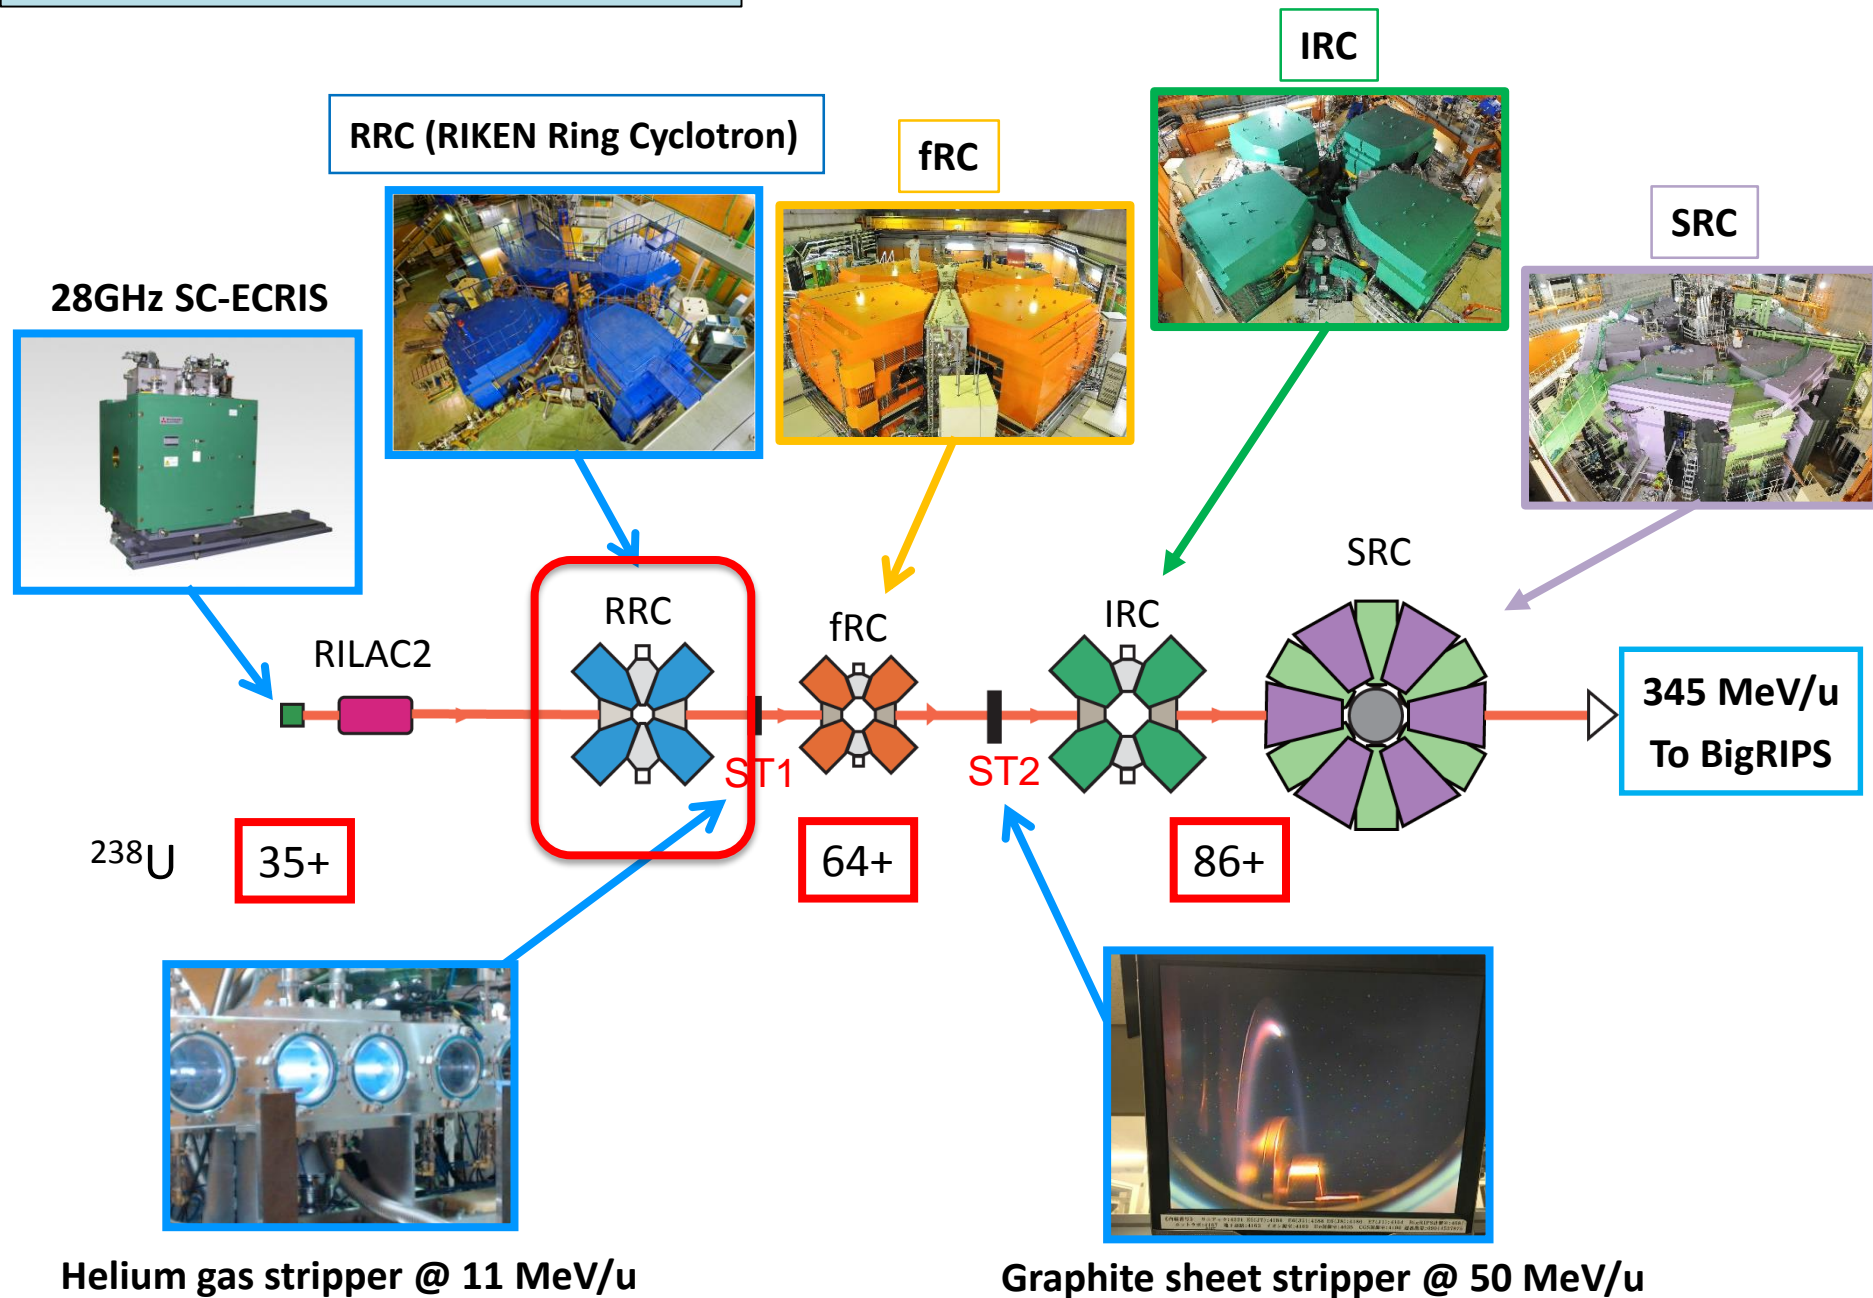 IRC
RRC (RIKEN Ring Cyclotron)
fRC
SRC
28GHz SC-ECRIS
SRC
RRC
fRC
IRC
RILAC2
345 MeV/u
To BigRIPS
ST1
ST2
²³⁸U
35+
64+
86+
Helium gas stripper @ 11 MeV/u
Graphite sheet stripper @ 50 MeV/u